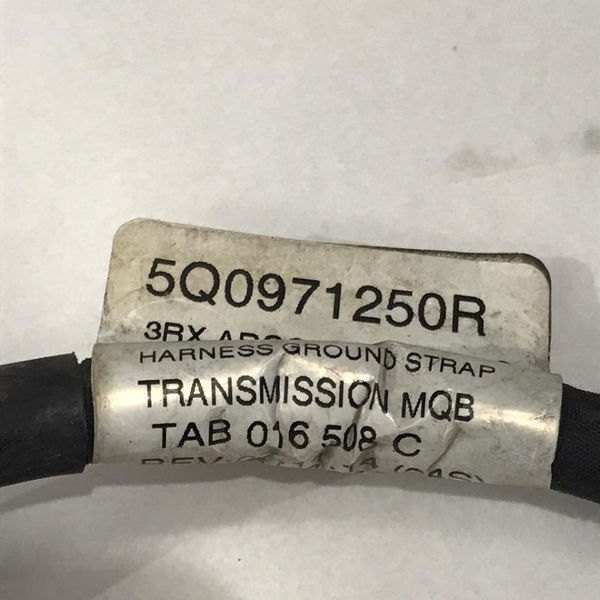 5Q0971250R
HARNESS GROUND STRAP
TRANSMISSION MQB
TAB 016 508 C